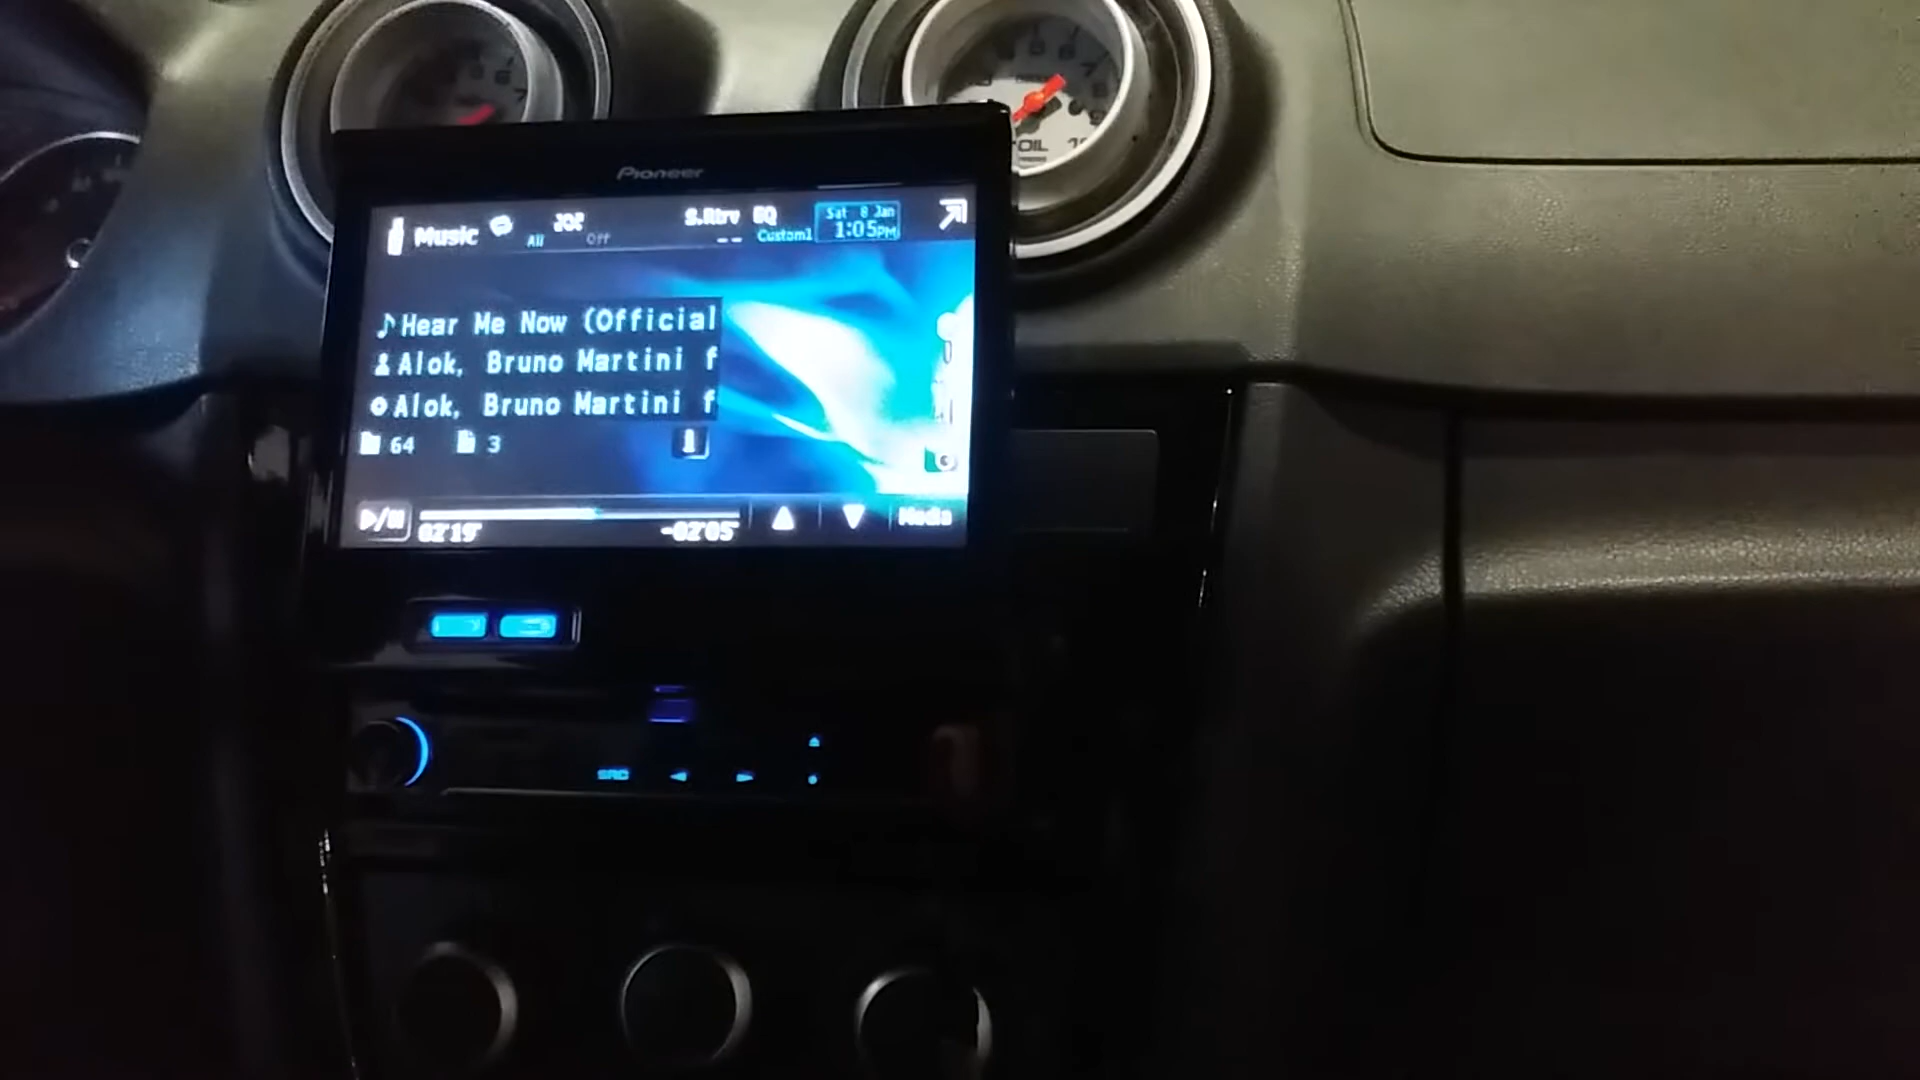 Pioneer
Music
All
Off
S.Rtrv
EQ
Custom1
Sat 8 Jan
1:05PM
Hear Me Now (Official
Alok, Bruno Martini f
Alok, Bruno Martini f
64 3
02'19"
-02'05"
Media
SRC
OIL